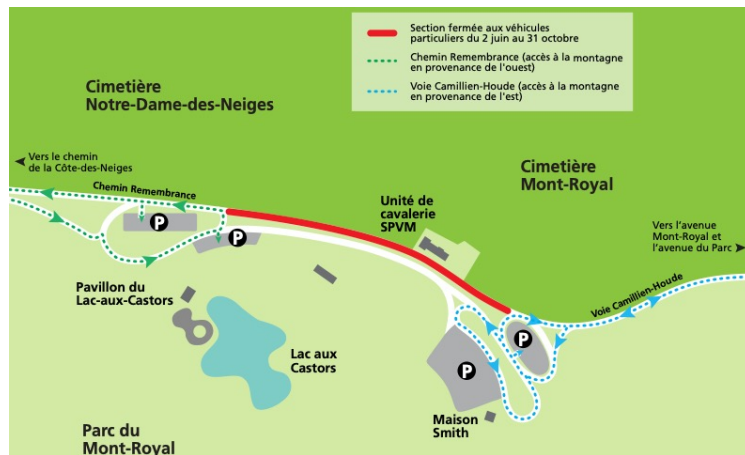 Section fermée aux véhicules
particuliers du 2 juin au 31 octobre
Chemin Remembrance (accès à la montagne
en provenance de l'ouest)
Voie Camillien-Houde (accès à la montagne
en provenance de l'est)
Cimetière
Notre-Dame-des-Neiges
Vers le chemin
de la Côte-des-Neiges
Chemin Remembrance
Cimetière
Mont-Royal
Unité de
cavalerie
SPVM
Vers l'avenue
Mont-Royal et
l'avenue du Parc
P
P
Voie Camillien-Houde
Pavillon du
Lac-aux-Castors
P
Lac aux
Castors
P
Maison
Smith
Parc du
Mont-Royal